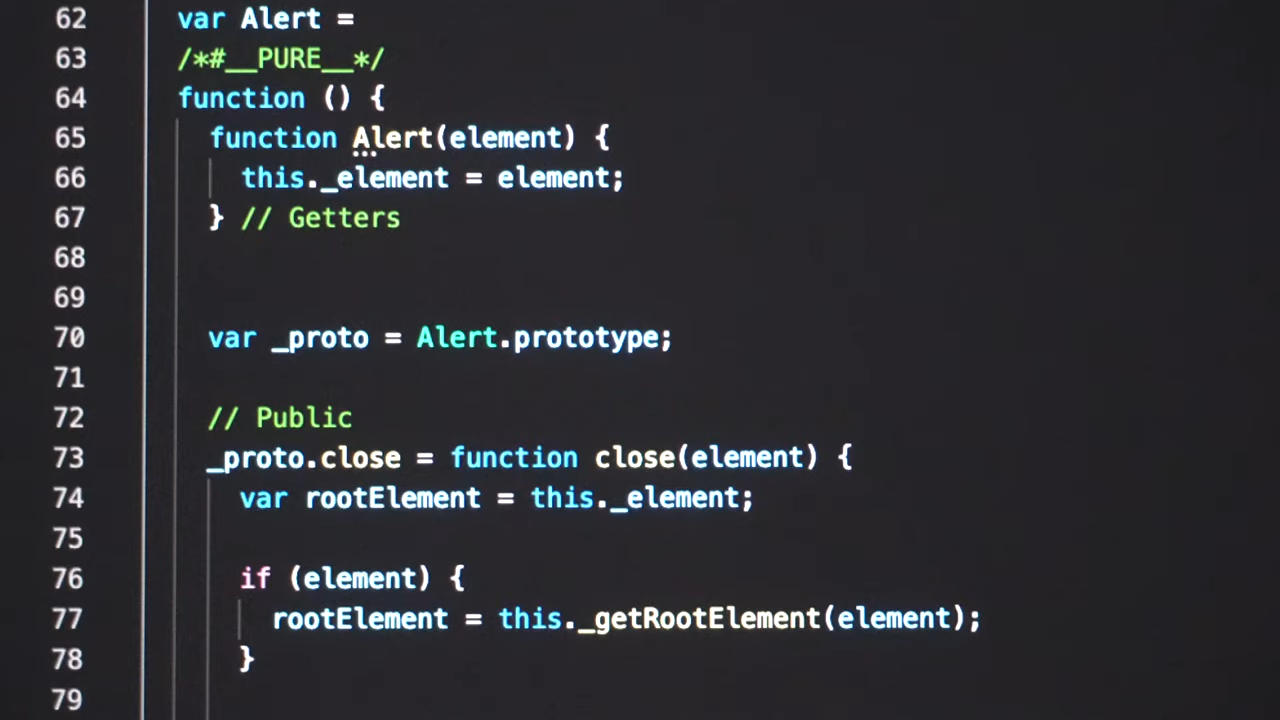 62 var Alert =
63 /*#__PURE__*/
64 function () {
65 function Alert(element) {
66 this._element = element;
67 } // Getters
68
69
70 var _proto = Alert.prototype;
71
72 // Public
73 _proto.close = function close(element) {
74 var rootElement = this._element;
75
76 if (element) {
77 rootElement = this._getRootElement(element);
78 }
79